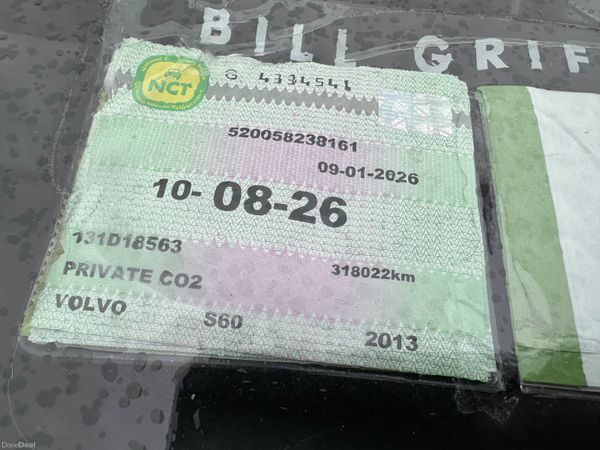 BILL GRIF
NCT
G 4334541
520058238161
09-01-2026
10-08-26
131D18563
318022km
PRIVATE CO2
VOLVO S60 2013
DoneDeal